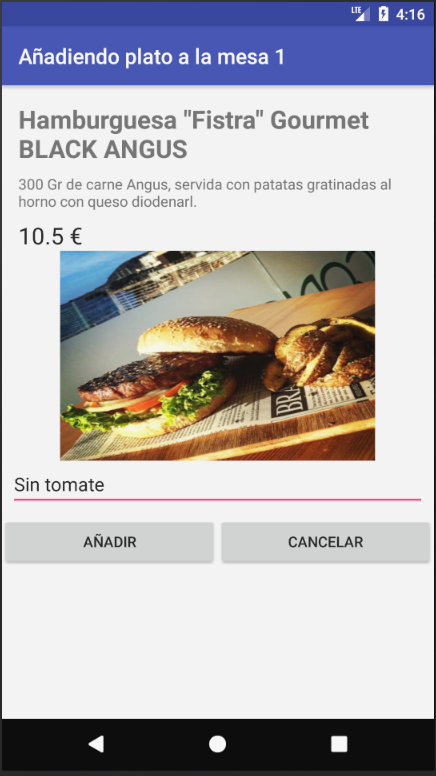 LTE 4:16
Añadiendo plato a la mesa 1
Hamburguesa "Fistra" Gourmet
BLACK ANGUS
300 Gr de carne Angus, servida con patatas gratinadas al
horno con queso diodenarl.
10.5 €
Sin tomate
AÑADIR CANCELAR